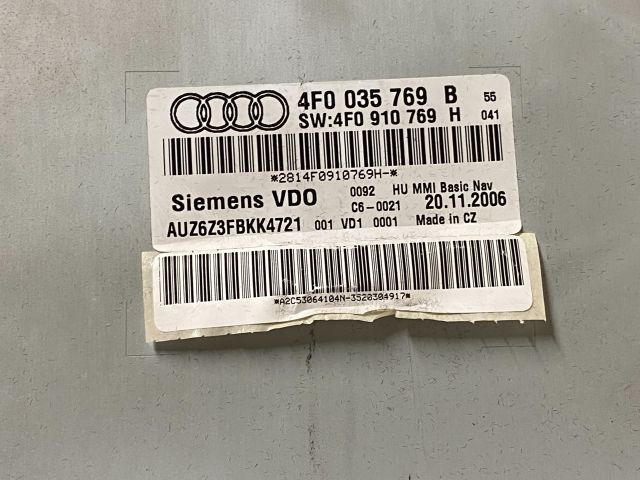 4F0 035 769 B 55
SW:4F0 910 769 H 041
*2814F0910769H-*
Siemens VDO 0092 HU MMI Basic Nav
C6-0021 20.11.2006
AUZ6Z3FBKK4721 001 VD1 0001 Made in CZ
*A2C53064104N-3520304917*